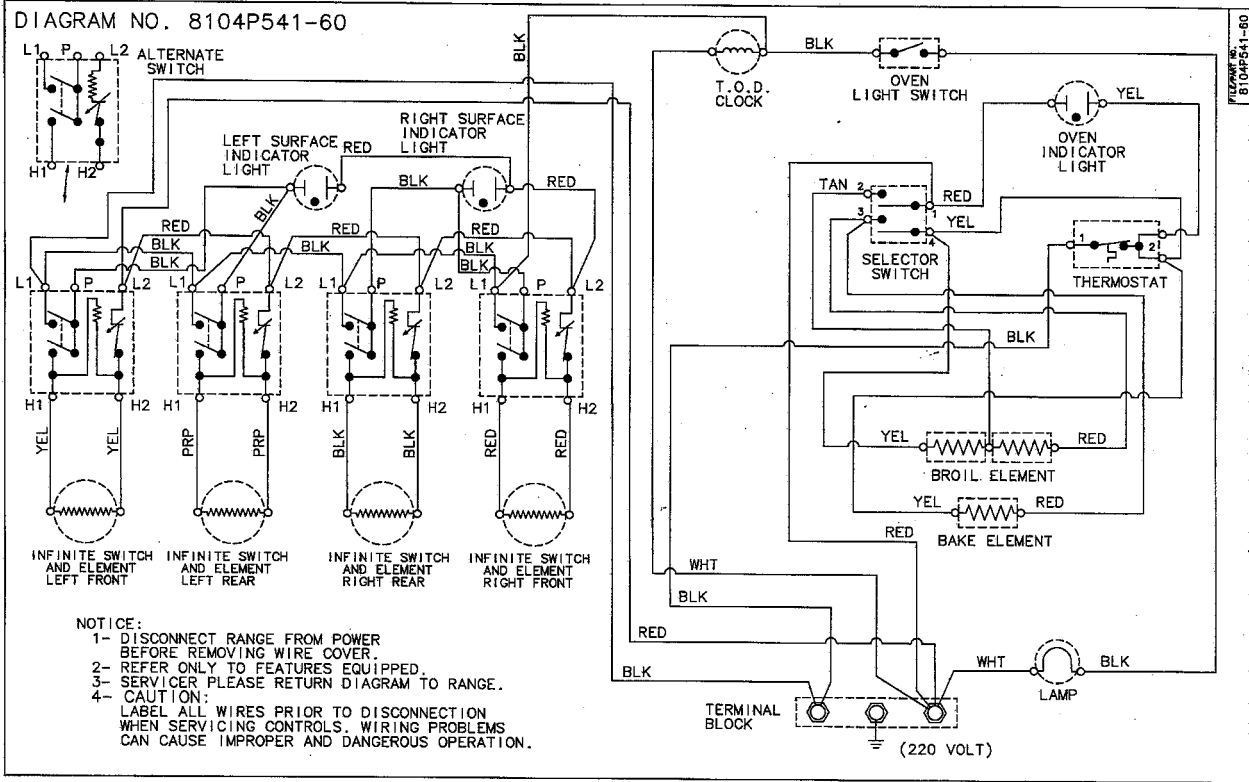 DIAGRAM NO. 8104P541-60
FILE/PART NO.
8104P541-60
L1 P L2
ALTERNATE
SWITCH
H1 H2
BLK
T.O.D.
CLOCK
BLK
OVEN
LIGHT SWITCH
YEL
OVEN
INDICATOR
LIGHT
LEFT SURFACE
INDICATOR
LIGHT
RED
RIGHT SURFACE
INDICATOR
LIGHT
BLK
RED
BLK
RED
BLK
BLK
RED
BLK
RED
BLK
BLK
TAN 2
3
1
RED
YEL
4
SELECTOR
SWITCH
1 2
THERMOSTAT
L1 P L2
L1 P L2
L1 P L2
L1 P L2
H1 H2
H1 H2
H1 H2
H1 H2
YEL YEL
PRP PRP
BLK BLK
RED RED
INFINITE SWITCH
AND ELEMENT
LEFT FRONT
INFINITE SWITCH
AND ELEMENT
LEFT REAR
INFINITE SWITCH
AND ELEMENT
RIGHT REAR
INFINITE SWITCH
AND ELEMENT
RIGHT FRONT
BLK
YEL RED
BROIL ELEMENT
YEL RED
BAKE ELEMENT
RED
WHT
BLK
RED
BLK
WHT BLK
LAMP
TERMINAL
BLOCK
(220 VOLT)
NOTICE:
1- DISCONNECT RANGE FROM POWER
BEFORE REMOVING WIRE COVER.
2- REFER ONLY TO FEATURES EQUIPPED.
3- SERVICER PLEASE RETURN DIAGRAM TO RANGE.
4- CAUTION:
LABEL ALL WIRES PRIOR TO DISCONNECTION
WHEN SERVICING CONTROLS. WIRING PROBLEMS
CAN CAUSE IMPROPER AND DANGEROUS OPERATION.